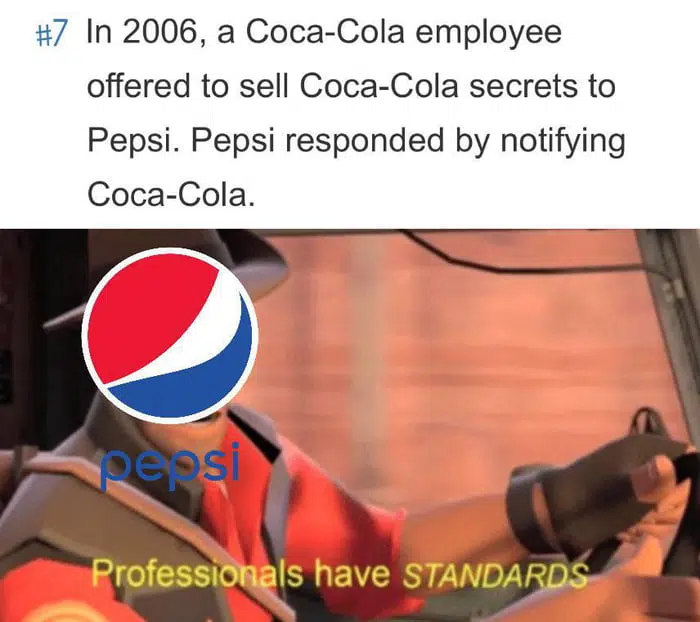 #7 In 2006, a Coca-Cola employee
offered to sell Coca-Cola secrets to
Pepsi. Pepsi responded by notifying
Coca-Cola.
pepsi
Professionals have STANDARDS